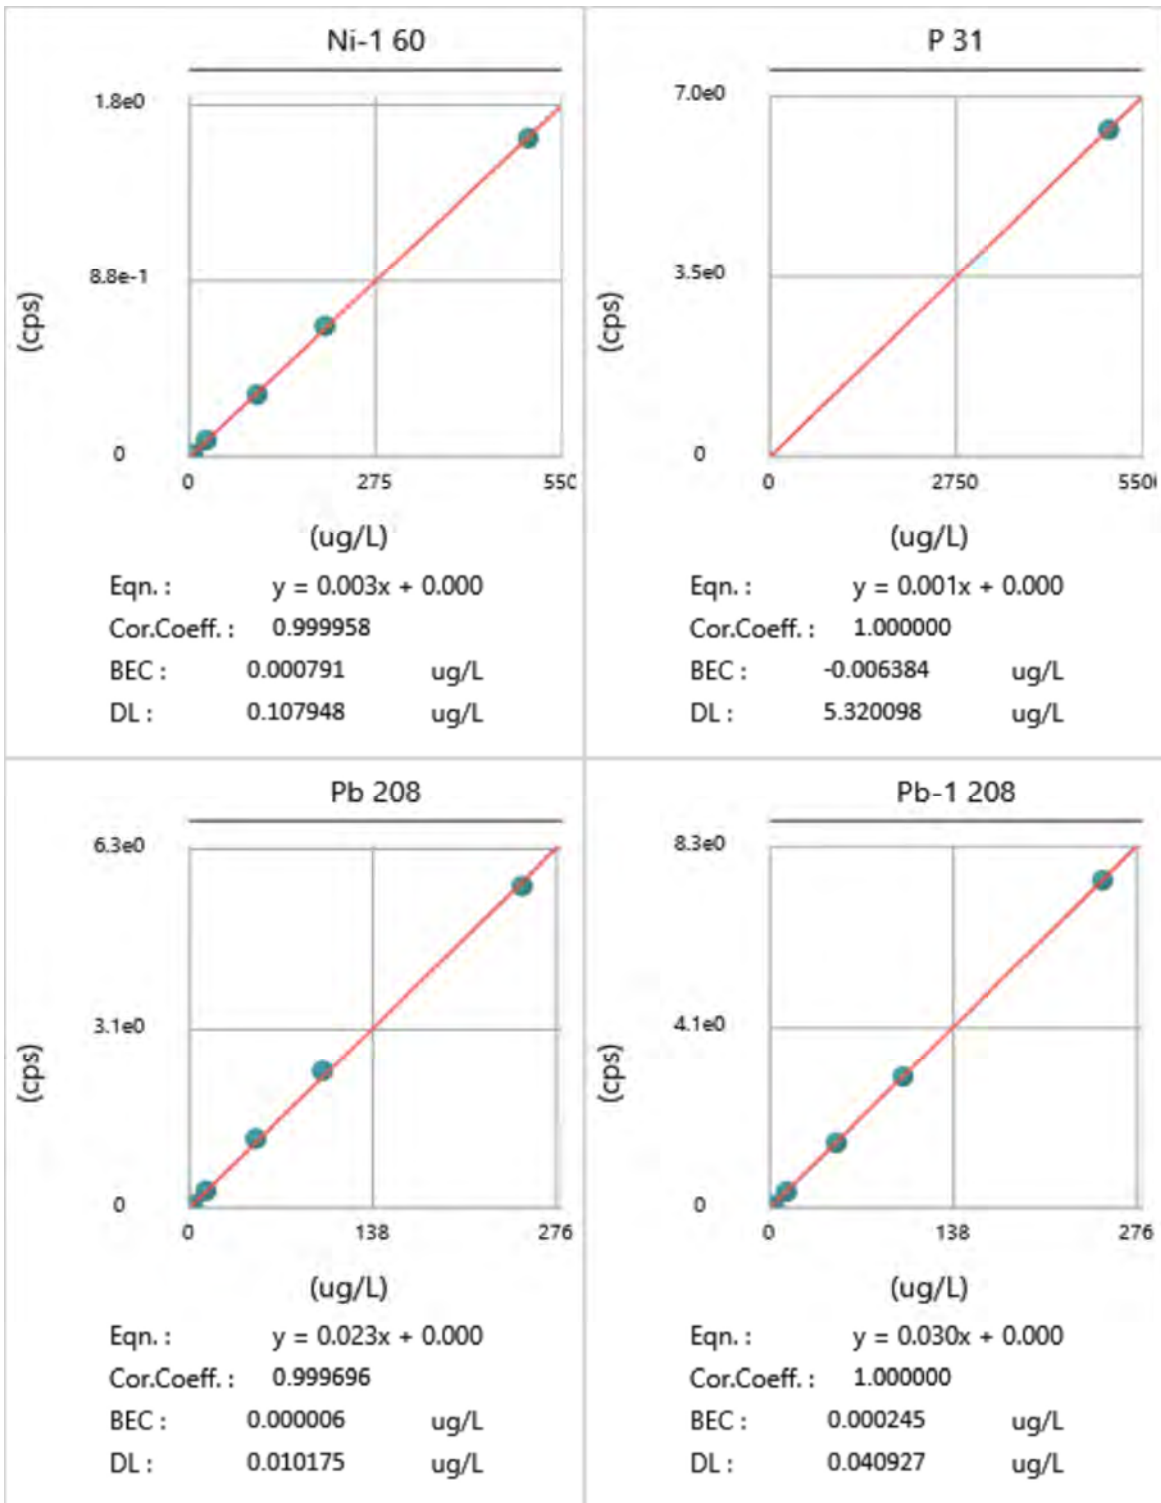 Ni-1 60
1.8e0
8.8e-1
0
(cps)
0 275 550
(ug/L)
Eqn. : y = 0.003x + 0.000
Cor.Coeff. : 0.999958
BEC : 0.000791 ug/L
DL : 0.107948 ug/L
P 31
7.0e0
3.5e0
0
(cps)
0 2750 550
(ug/L)
Eqn. : y = 0.001x + 0.000
Cor.Coeff. : 1.000000
BEC : -0.006384 ug/L
DL : 5.320098 ug/L
Pb 208
6.3e0
3.1e0
0
(cps)
0 138 276
(ug/L)
Eqn. : y = 0.023x + 0.000
Cor.Coeff. : 0.999696
BEC : 0.000006 ug/L
DL : 0.010175 ug/L
Pb-1 208
8.3e0
4.1e0
0
(cps)
0 138 276
(ug/L)
Eqn. : y = 0.030x + 0.000
Cor.Coeff. : 1.000000
BEC : 0.000245 ug/L
DL : 0.040927 ug/L